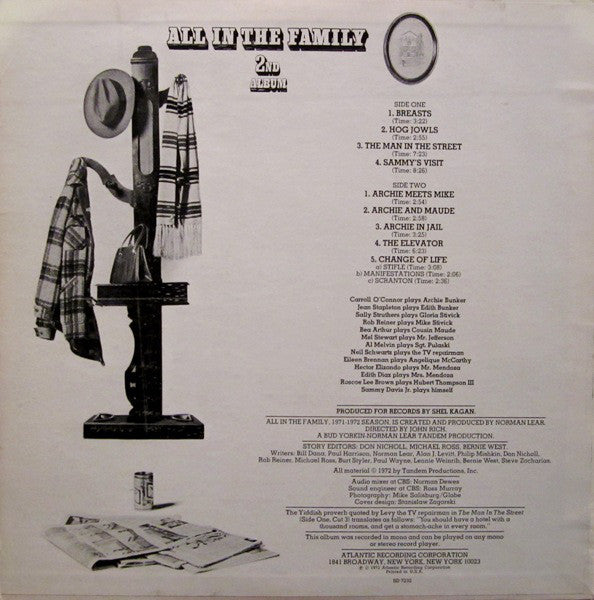 ALL IN THE FAMILY
2ND
ALBUM
SIDE ONE
1. BREASTS
(Time: 3:22)
2. HOG JOWLS
(Time: 2:55)
3. THE MAN IN THE STREET
(Time: 7:23)
4. SAMMY'S VISIT
(Time: 8:26)
SIDE TWO
1. ARCHIE MEETS MIKE
(Time: 2:54)
2. ARCHIE AND MAUDE
(Time: 2:58)
3. ARCHIE IN JAIL
(Time: 3:25)
4. THE ELEVATOR
(Time: 6:23)
5. CHANGE OF LIFE
a) STIFLE (Time: 3:08)
b) MANIFESTATIONS (Time: 2:06)
c) SCRANTON (Time: 2:36)
Carroll O'Connor plays Archie Bunker
Jean Stapleton plays Edith Bunker
Sally Struthers plays Gloria Stivick
Rob Reiner plays Mike Stivick
Bea Arthur plays Cousin Maude
Mel Stewart plays Mr. Jefferson
Al Melvin plays Sgt. Pulaski
Neil Schwarts plays the TV repairman
Eileen Brennan plays Angelique McCarthy
Hector Elizondo plays Mr. Mendosa
Edith Diaz plays Mrs. Mendosa
Roscoe Lee Brown plays Hubert Thompson III
Sammy Davis Jr. plays himself
PRODUCED FOR RECORDS BY SHEL KAGAN.
ALL IN THE FAMILY, 1971-1972 SEASON, IS CREATED AND PRODUCED BY NORMAN LEAR.
DIRECTED BY JOHN RICH.
A BUD YORKIN-NORMAN LEAR TANDEM PRODUCTION.
STORY EDITORS: DON NICHOLL, MICHAEL ROSS, BERNIE WEST.
Writers: Bill Dana, Paul Harrison, Norman Lear, Alan J. Levitt, Philip Mishkin, Don Nicholl,
Rob Reiner, Michael Ross, Burt Styler, Paul Wayne, Lennie Weinrib, Bernie West, Steve Zacharian.
All material © 1972 by Tandem Productions, Inc.
Audio mixer at CBS: Norman Dewes
Sound engineer at CBS: Ross Murray
Photography: Mike Salisburg/Globe
Cover design: Stanislaw Zagorski
The Yiddish proverb quoted by Levy the TV repairman in The Man In The Street
(Side One, Cut 3) translates as follows: "You should have a hotel with a
thousand rooms, and get a stomach-ache in every room."
This album was recorded in mono and can be played on any mono
or stereo record player.
ATLANTIC RECORDING CORPORATION
1841 BROADWAY, NEW YORK, NEW YORK 10023
℗ © 1972 Atlantic Recording Corporation
Printed in U.S.A.
SD 7232